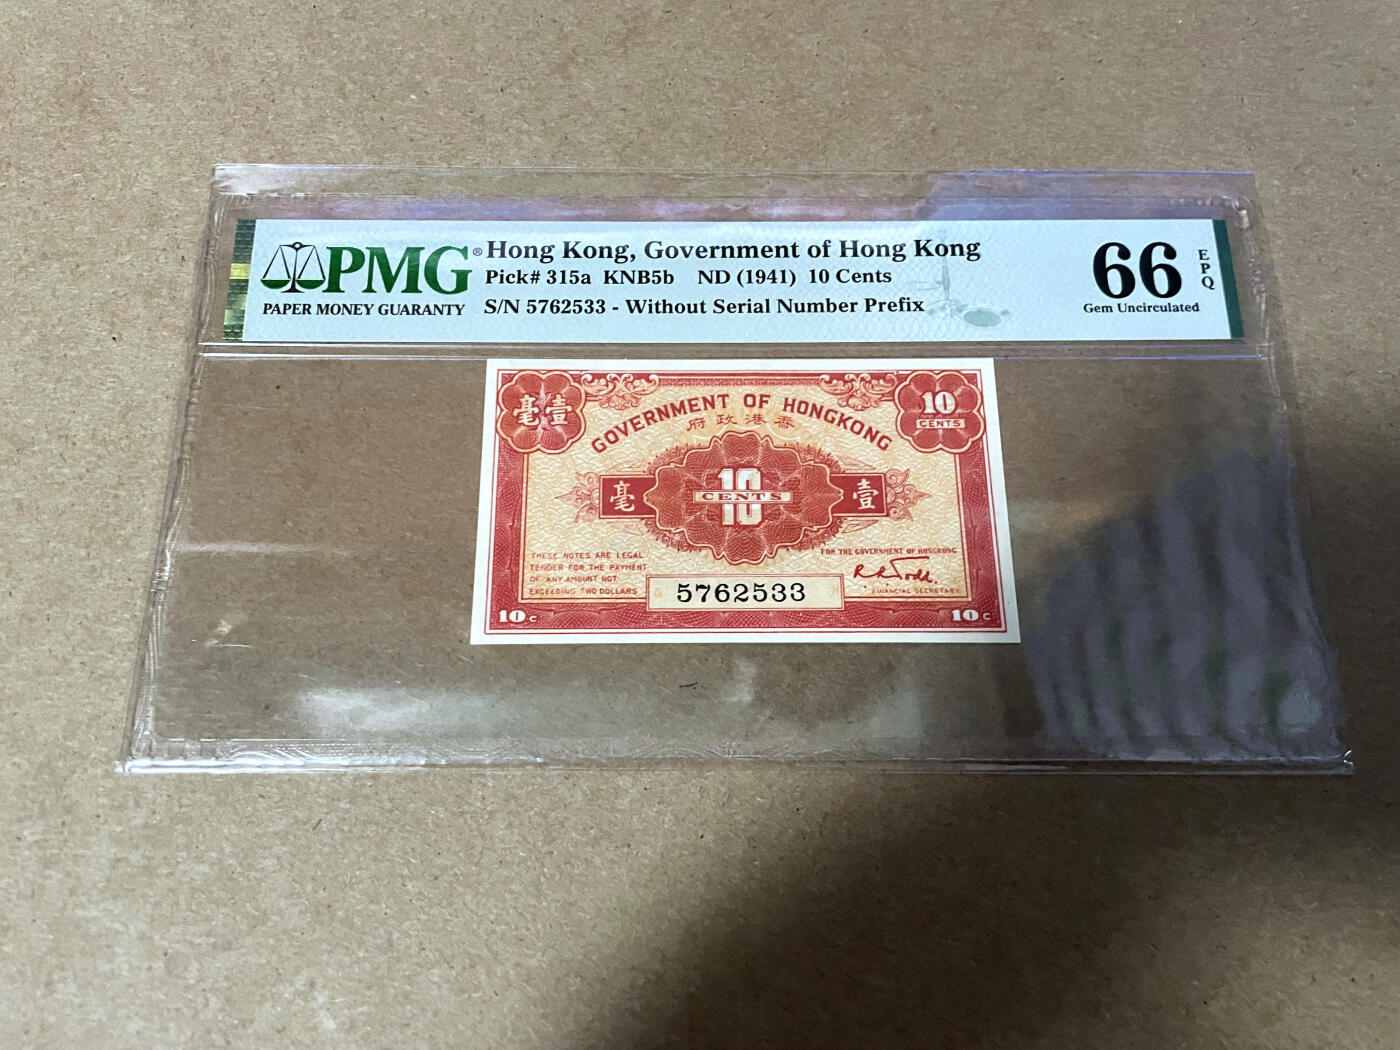 PMG® Hong Kong, Government of Hong Kong
Pick# 315a KNB5b ND (1941) 10 Cents
PAPER MONEY GUARANTY
S/N 5762533 - Without Serial Number Prefix
66 EPQ
Gem Uncirculated
毫壹
10
CENTS
GOVERNMENT OF HONGKONG
府政港香
毫
10
CENTS
壹
THESE NOTES ARE LEGAL
TENDER FOR THE PAYMENT
OF ANY AMOUNT NOT
EXCEEDING TWO DOLLARS
FOR THE GOVERNMENT OF HONGKONG
FINANCIAL SECRETARY.
5762533
10 C
10 C